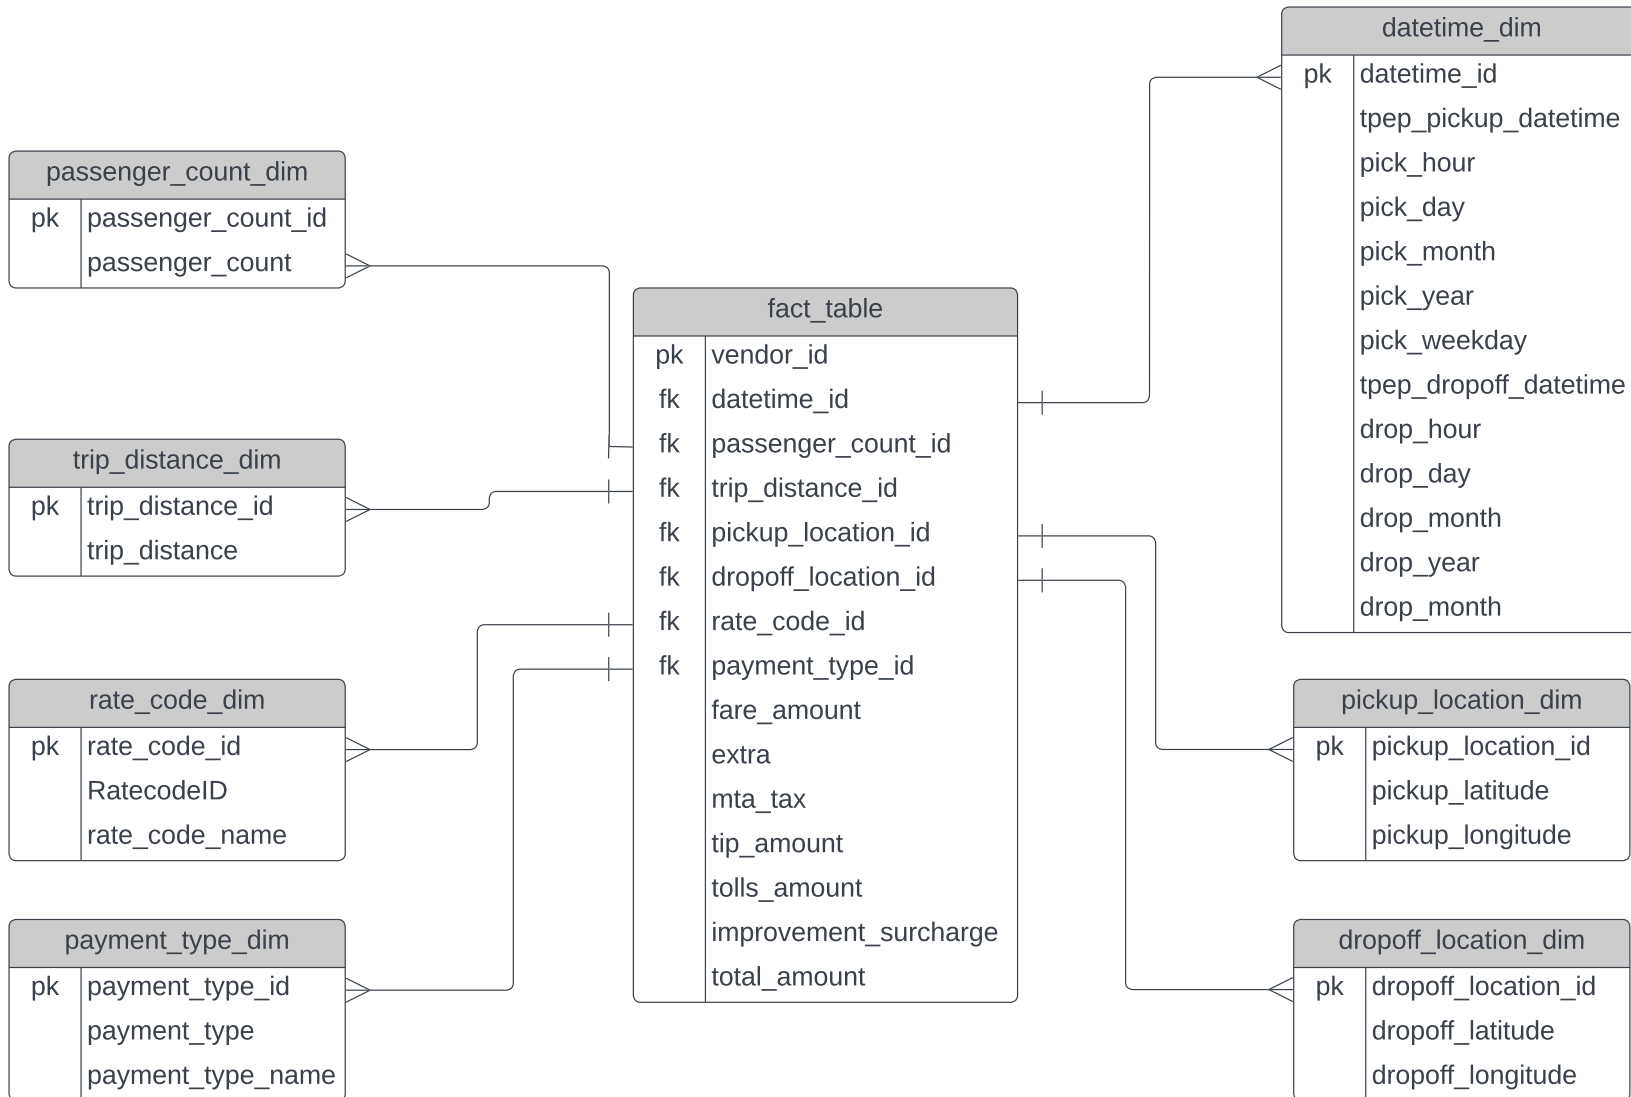 datetime_dim
pk datetime_id
tpep_pickup_datetime
pick_hour
pick_day
pick_month
pick_year
pick_weekday
tpep_dropoff_datetime
drop_hour
drop_day
drop_month
drop_year
drop_month
passenger_count_dim
pk passenger_count_id
passenger_count
fact_table
pk vendor_id
fk datetime_id
fk passenger_count_id
fk trip_distance_id
fk pickup_location_id
fk dropoff_location_id
fk rate_code_id
fk payment_type_id
fare_amount
extra
mta_tax
tip_amount
tolls_amount
improvement_surcharge
total_amount
trip_distance_dim
pk trip_distance_id
trip_distance
rate_code_dim
pk rate_code_id
RatecodeID
rate_code_name
pickup_location_dim
pk pickup_location_id
pickup_latitude
pickup_longitude
payment_type_dim
pk payment_type_id
payment_type
payment_type_name
dropoff_location_dim
pk dropoff_location_id
dropoff_latitude
dropoff_longitude